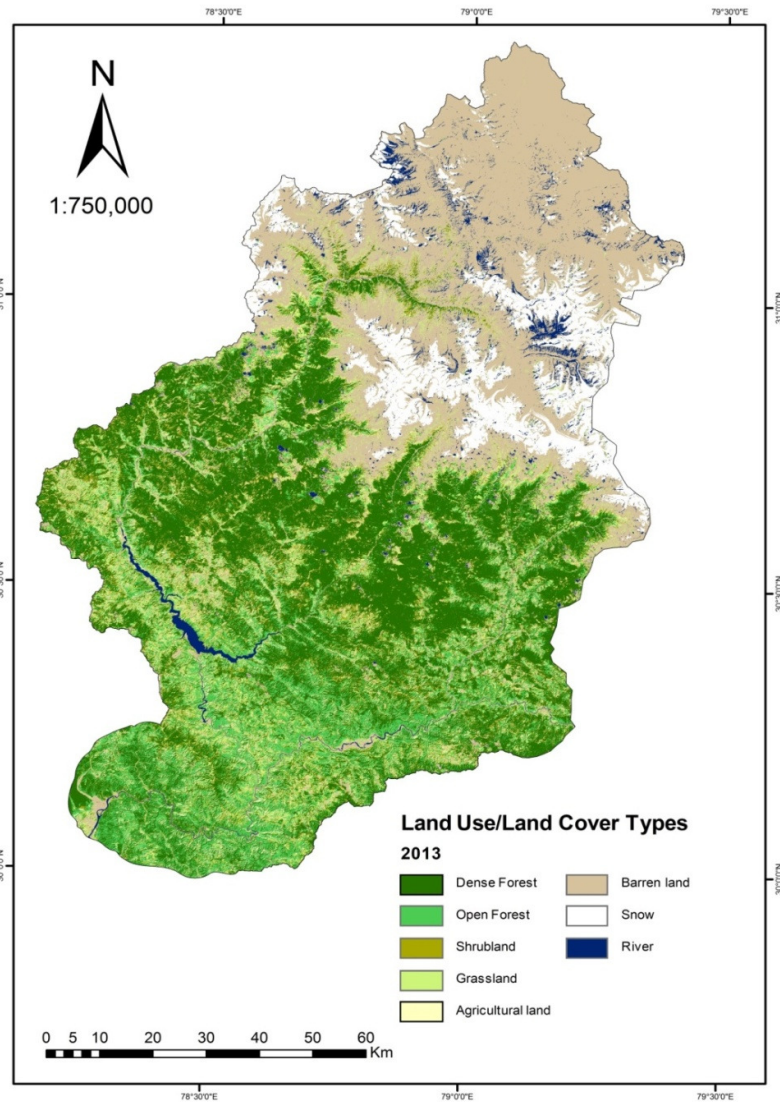 78°30'0"E 79°0'0"E 79°30'0"E
N
1:750,000
Land Use/Land Cover Types
2013
Dense Forest Barren land
Open Forest Snow
Shrubland River
Grassland
Agricultural land
0 5 10 20 30 40 50 60
Km
78°30'0"E 79°0'0"E 79°30'0"E